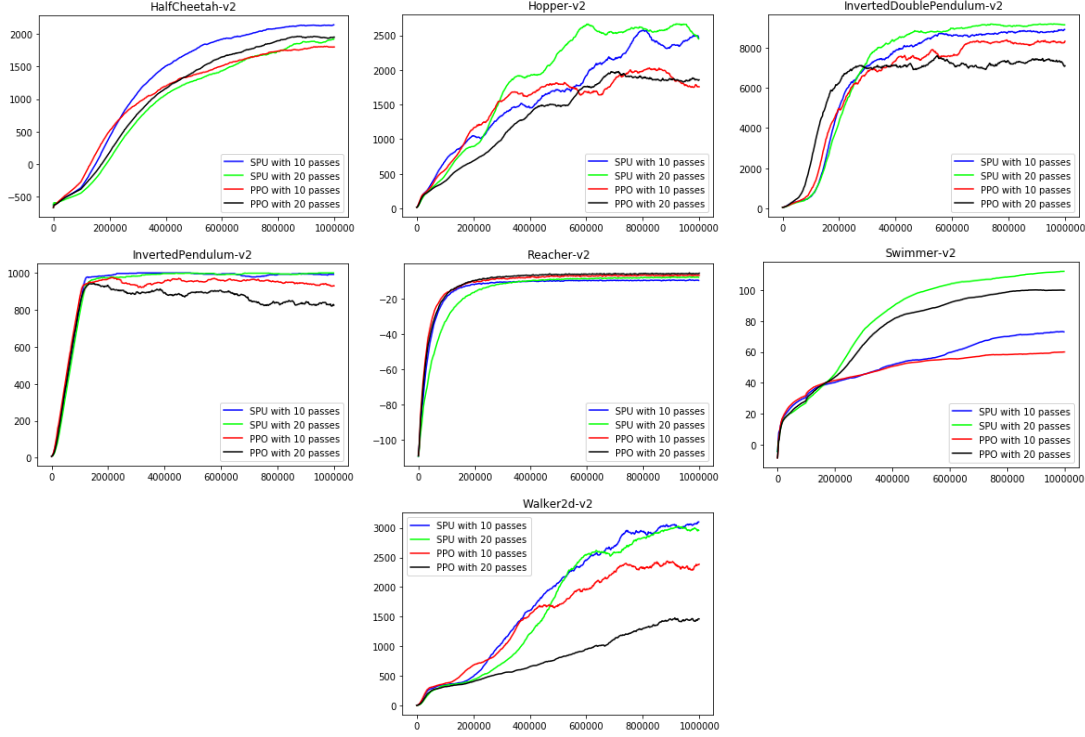 HalfCheetah-v2
2000
1500
1000
500
0
−500
0 200000 400000 600000 800000 1000000
SPU with 10 passes
SPU with 20 passes
PPO with 10 passes
PPO with 20 passes
Hopper-v2
2500
2000
1500
1000
500
0
0 200000 400000 600000 800000 1000000
SPU with 10 passes
SPU with 20 passes
PPO with 10 passes
PPO with 20 passes
InvertedDoublePendulum-v2
8000
6000
4000
2000
0
0 200000 400000 600000 800000 1000000
SPU with 10 passes
SPU with 20 passes
PPO with 10 passes
PPO with 20 passes
InvertedPendulum-v2
1000
800
600
400
200
0
0 200000 400000 600000 800000 1000000
SPU with 10 passes
SPU with 20 passes
PPO with 10 passes
PPO with 20 passes
Reacher-v2
−20
−40
−60
−80
−100
0 200000 400000 600000 800000 1000000
SPU with 10 passes
SPU with 20 passes
PPO with 10 passes
PPO with 20 passes
Swimmer-v2
100
80
60
40
20
0
0 200000 400000 600000 800000 1000000
SPU with 10 passes
SPU with 20 passes
PPO with 10 passes
PPO with 20 passes
Walker2d-v2
3000
2500
2000
1500
1000
500
0
0 200000 400000 600000 800000 1000000
SPU with 10 passes
SPU with 20 passes
PPO with 10 passes
PPO with 20 passes